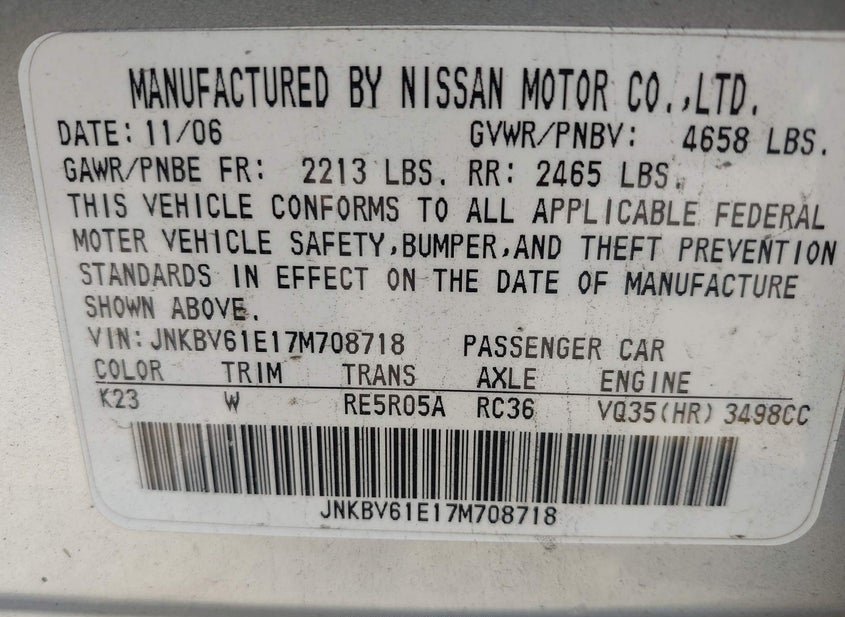 MANUFACTURED BY NISSAN MOTOR CO.,LTD.
DATE: 11/06 GVWR/PNBV: 4658 LBS.
GAWR/PNBE FR: 2213 LBS. RR: 2465 LBS.
THIS VEHICLE CONFORMS TO ALL APPLICABLE FEDERAL
MOTER VEHICLE SAFETY,BUMPER,AND THEFT PREVENTION
STANDARDS IN EFFECT ON THE DATE OF MANUFACTURE
SHOWN ABOVE.
VIN:JNKBV61E17M708718 PASSENGER CAR
COLOR TRIM TRANS AXLE ENGINE
K23 W RE5R05A RC36 VQ35(HR) 3498CC
JNKBV61E17M708718